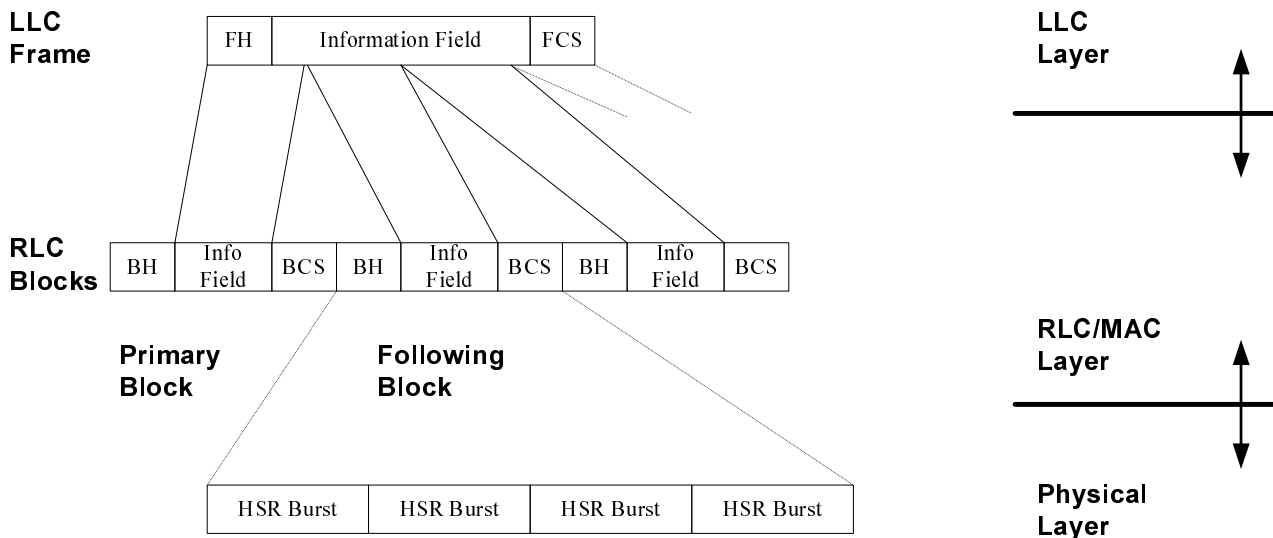 LLC
Frame
FH Information Field FCS
LLC
Layer
RLC
Blocks
BH Info
Field BCS BH Info
Field BCS BH Info
Field BCS
Primary
Block
Following
Block
RLC/MAC
Layer
HSR Burst HSR Burst HSR Burst HSR Burst
Physical
Layer